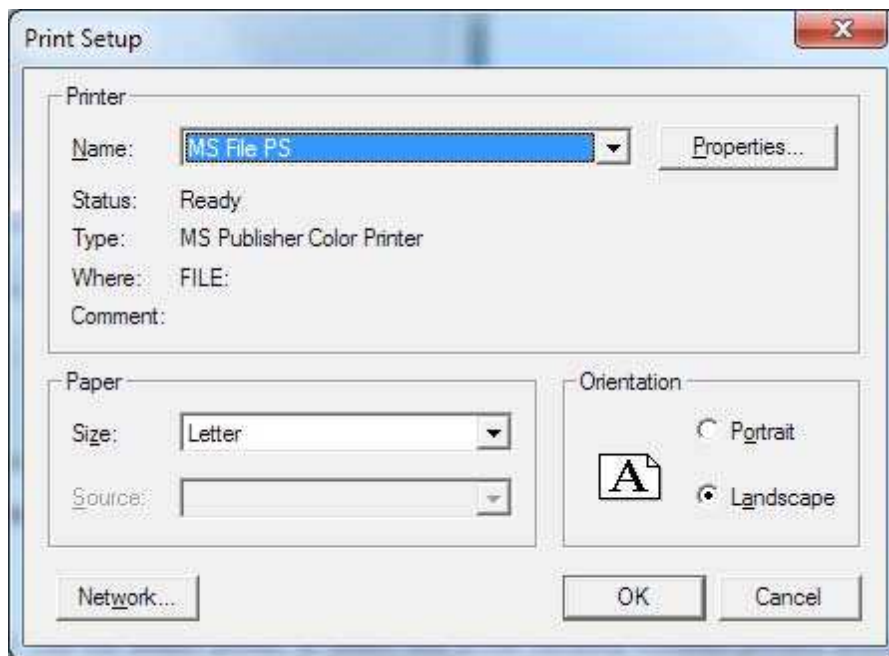 Print Setup
Printer
Name: MS File PS Properties...
Status: Ready
Type: MS Publisher Color Printer
Where: FILE:
Comment:
Paper
Size: Letter
Source:
Orientation
A
Portrait
Landscape
Network... OK Cancel